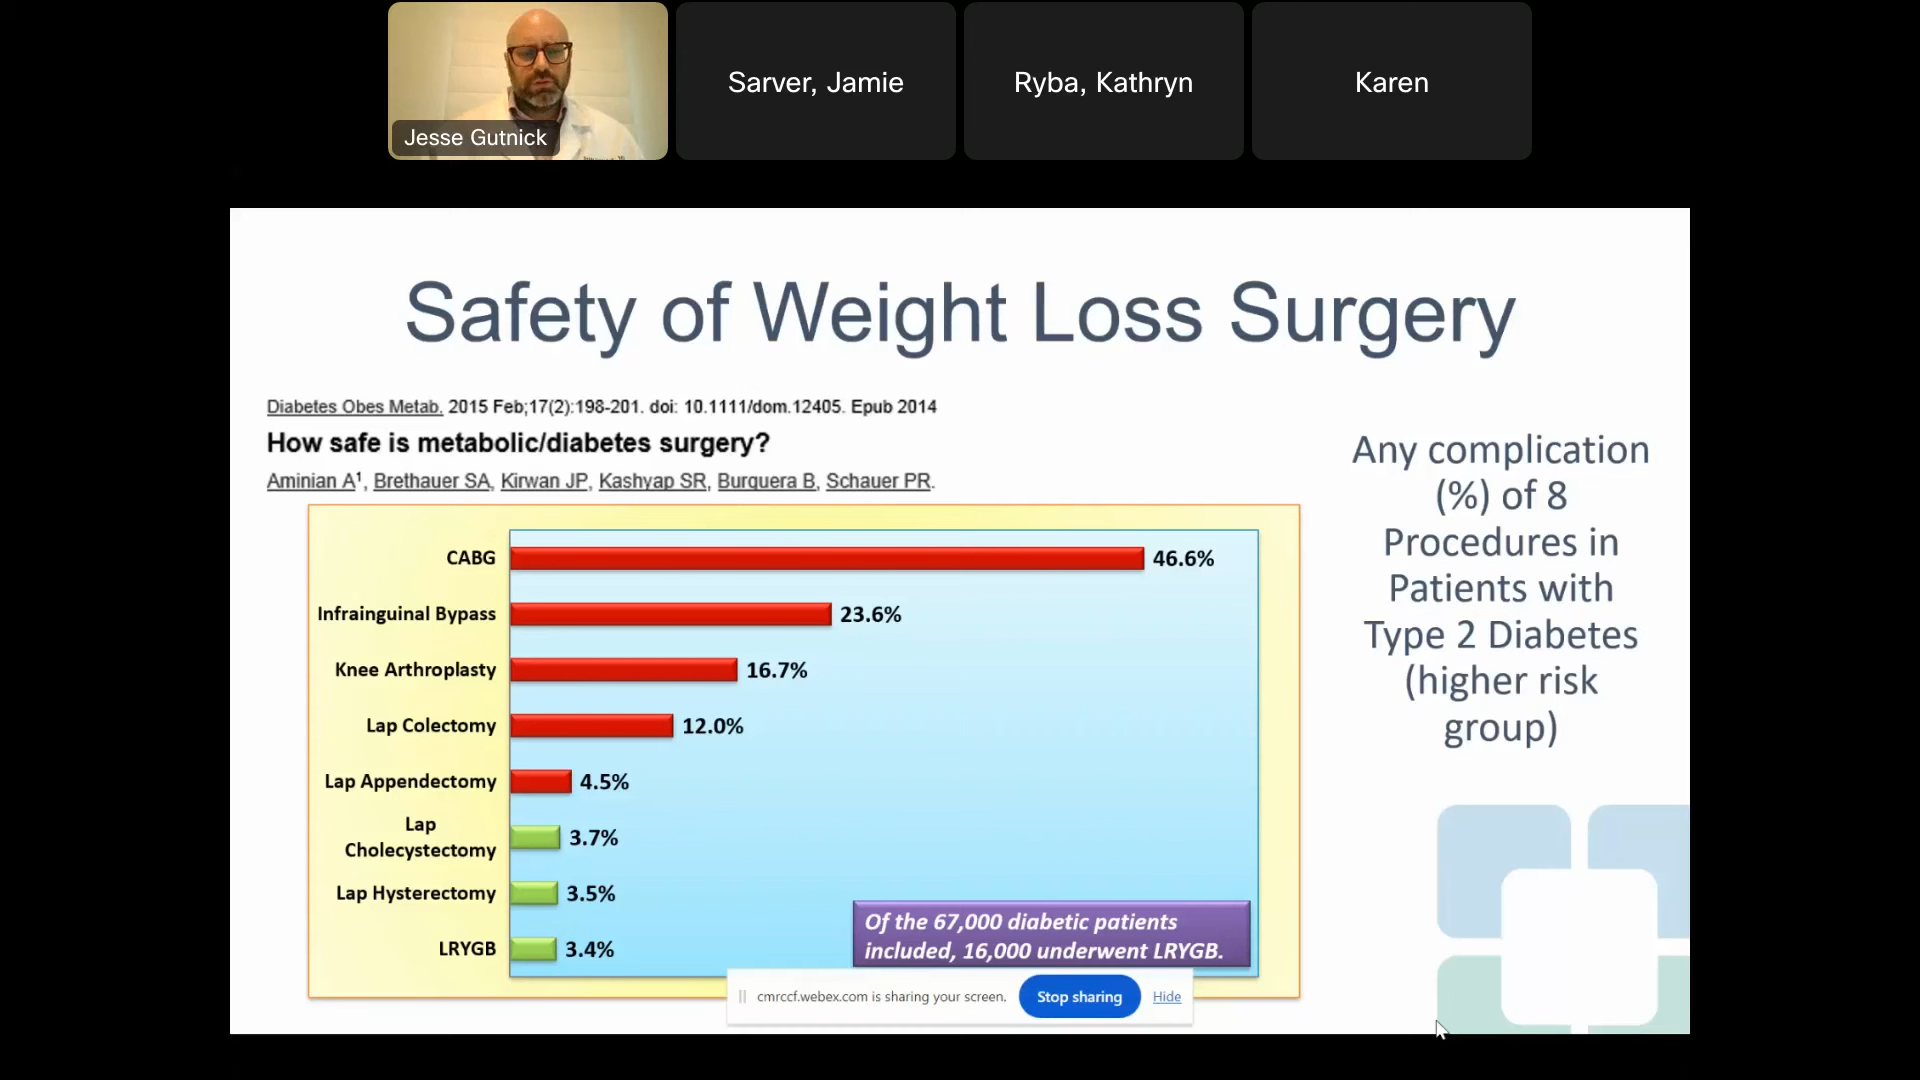 Jesse Gutnick
Sarver, Jamie
Ryba, Kathryn
Karen
Safety of Weight Loss Surgery
Diabetes Obes Metab. 2015 Feb;17(2):198-201. doi: 10.1111/dom.12405. Epub 2014
How safe is metabolic/diabetes surgery?
Aminian A¹, Brethauer SA, Kirwan JP, Kashyap SR, Burguera B, Schauer PR.
CABG 46.6%
Infrainguinal Bypass 23.6%
Knee Arthroplasty 16.7%
Lap Colectomy 12.0%
Lap Appendectomy 4.5%
Lap
Cholecystectomy 3.7%
Lap Hysterectomy 3.5%
LRYGB 3.4%
Of the 67,000 diabetic patients
included, 16,000 underwent LRYGB.
Any complication
(%) of 8
Procedures in
Patients with
Type 2 Diabetes
(higher risk
group)
cmrccf.webex.com is sharing your screen. Stop sharing Hide